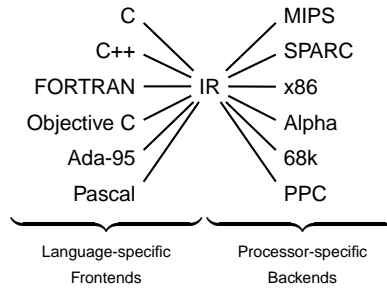 C
MIPS
C++
SPARC
FORTRAN
IR
x86
Objective C
Alpha
Ada-95
68k
Pascal
PPC
Language-specific
Frontends
Processor-specific
Backends